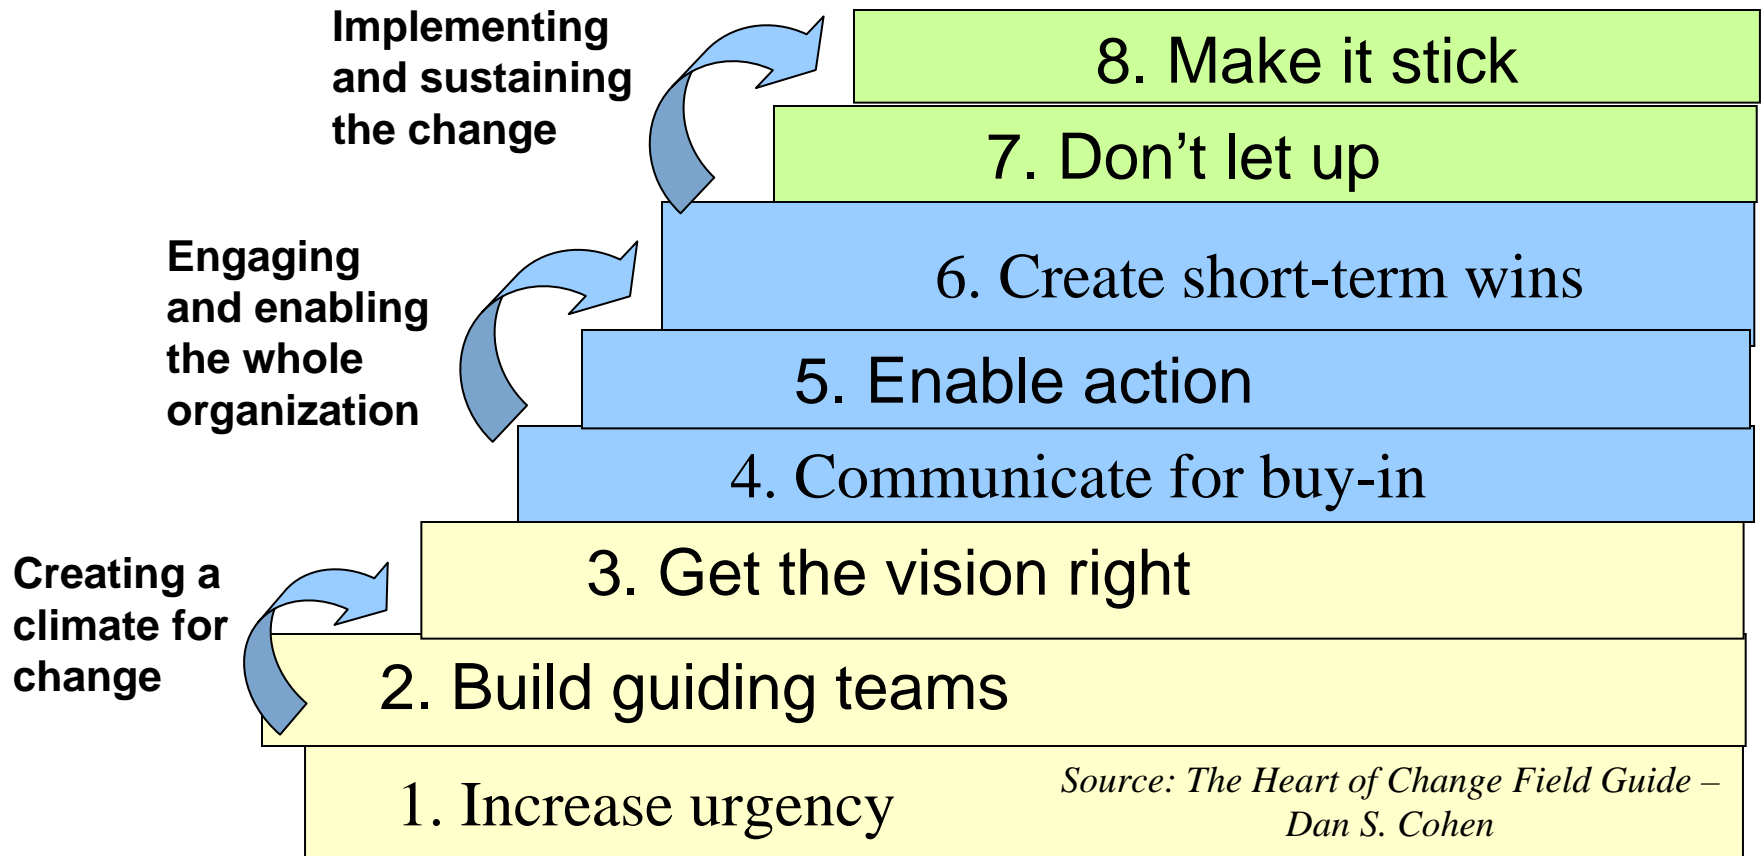 Implementing
and sustaining
the change
8. Make it stick
7. Don’t let up
Engaging
and enabling
the whole
organization
6. Create short-term wins
5. Enable action
4. Communicate for buy-in
Creating a
climate for
change
3. Get the vision right
2. Build guiding teams
1. Increase urgency
Source: The Heart of Change Field Guide –
Dan S. Cohen